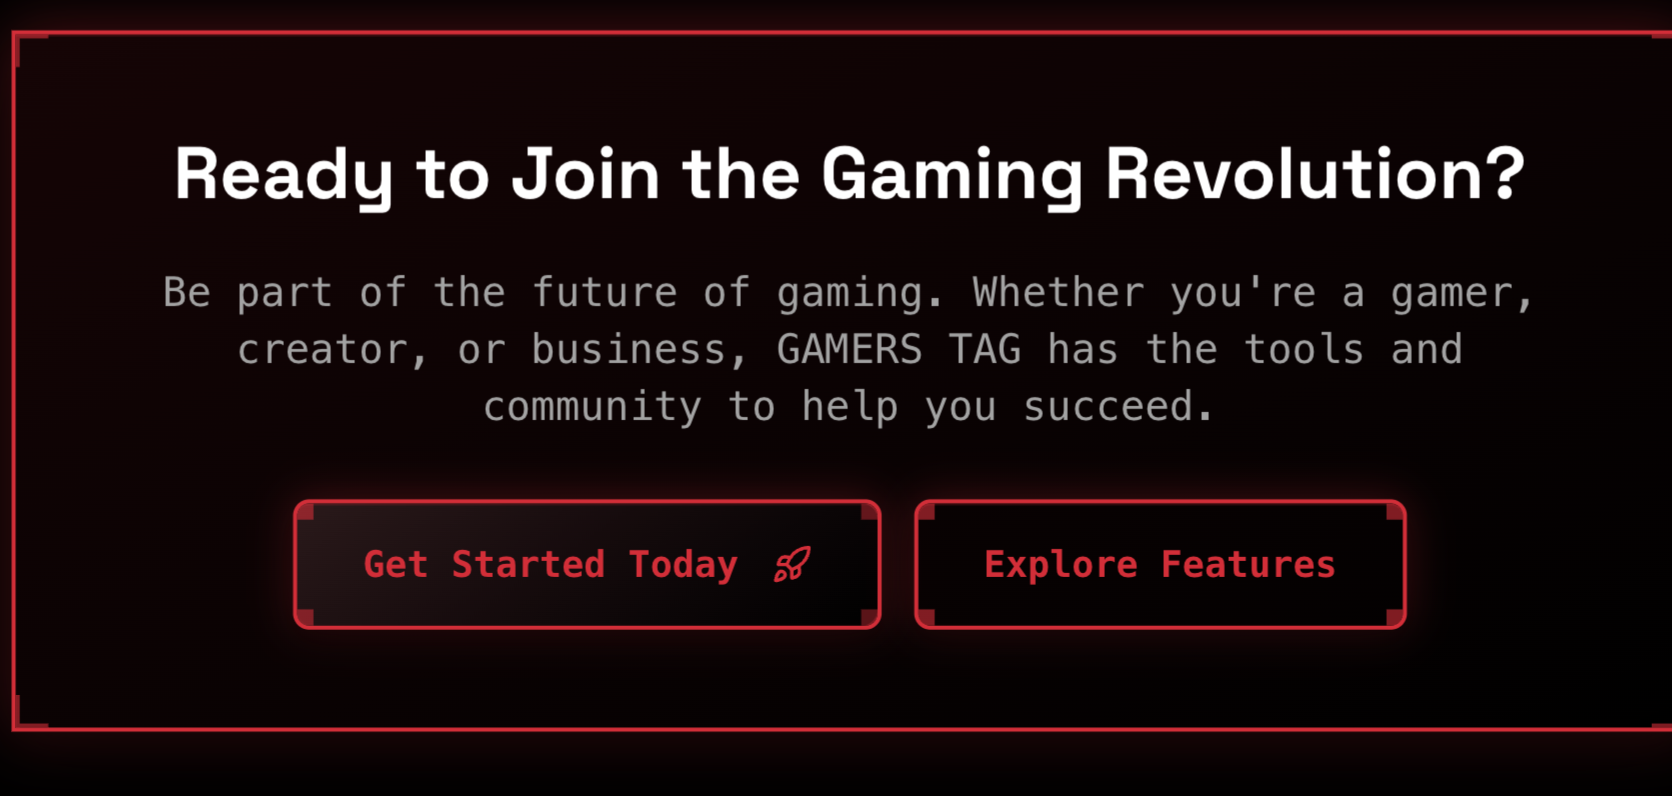 Ready to Join the Gaming Revolution?
Be part of the future of gaming. Whether you're a gamer,
creator, or business, GAMERS TAG has the tools and
community to help you succeed.
Get Started Today
Explore Features